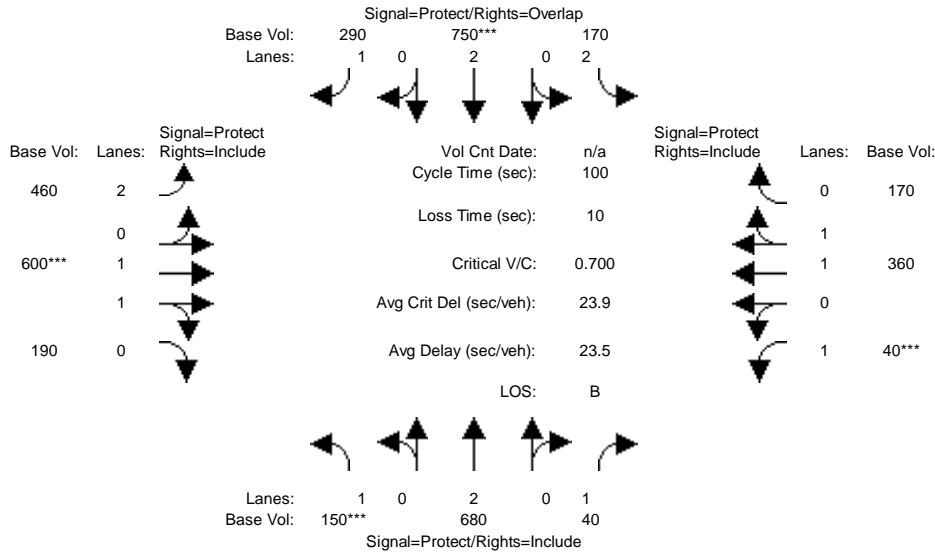 Signal=Protect/Rights=Overlap
Base Vol: 290 750*** 170
Lanes: 1 0 2 0 2
Signal=Protect
Base Vol: Lanes: Rights=Include
Vol Cnt Date: n/a
Signal=Protect
Rights=Include Lanes: Base Vol:
Cycle Time (sec): 100
460 2
0 170
Loss Time (sec): 10
0
1
600*** 1
Critical V/C: 0.700
1 360
1
Avg Crit Del (sec/veh): 23.9
0
190 0
Avg Delay (sec/veh): 23.5
1 40***
LOS: B
Lanes: 1 0 2 0 1
Base Vol: 150*** 680 40
Signal=Protect/Rights=Include